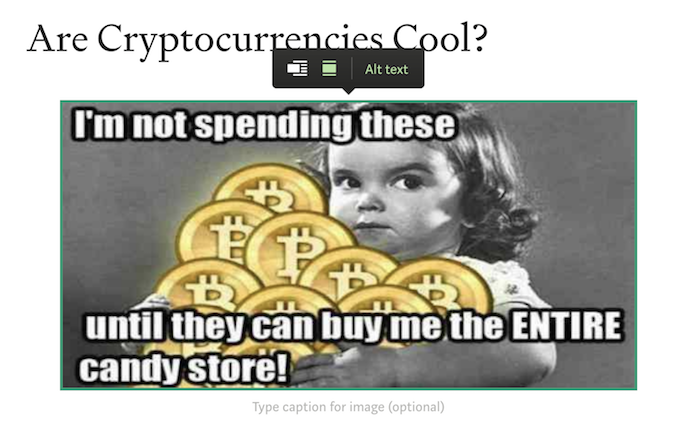 Are Cryptocurrencies Cool?
Alt text
I'm not spending these
until they can buy me the ENTIRE
candy store!
Type caption for image (optional)